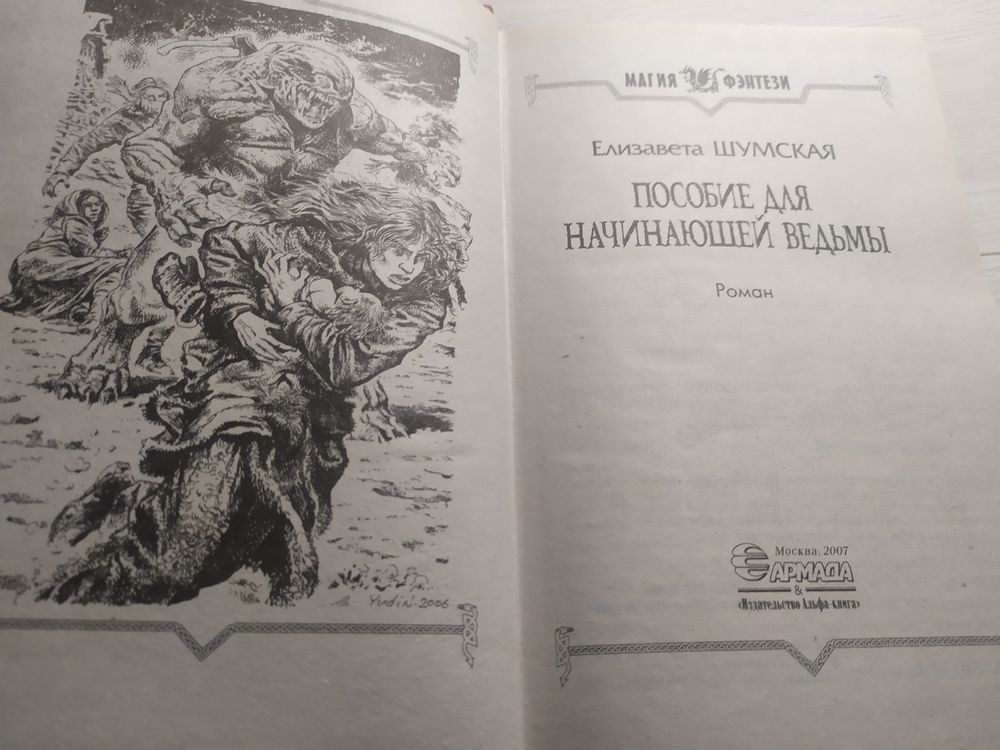 МАГИЯ ФЭНТЕЗИ
Елизавета ШУМСКАЯ
ПОСОБИЕ ДЛЯ
НАЧИНАЮЩЕЙ ВЕДЬМЫ
Роман
Yudin·2006
Москва, 2007
АРМАДА
&
«Издательство Альфа-книга»